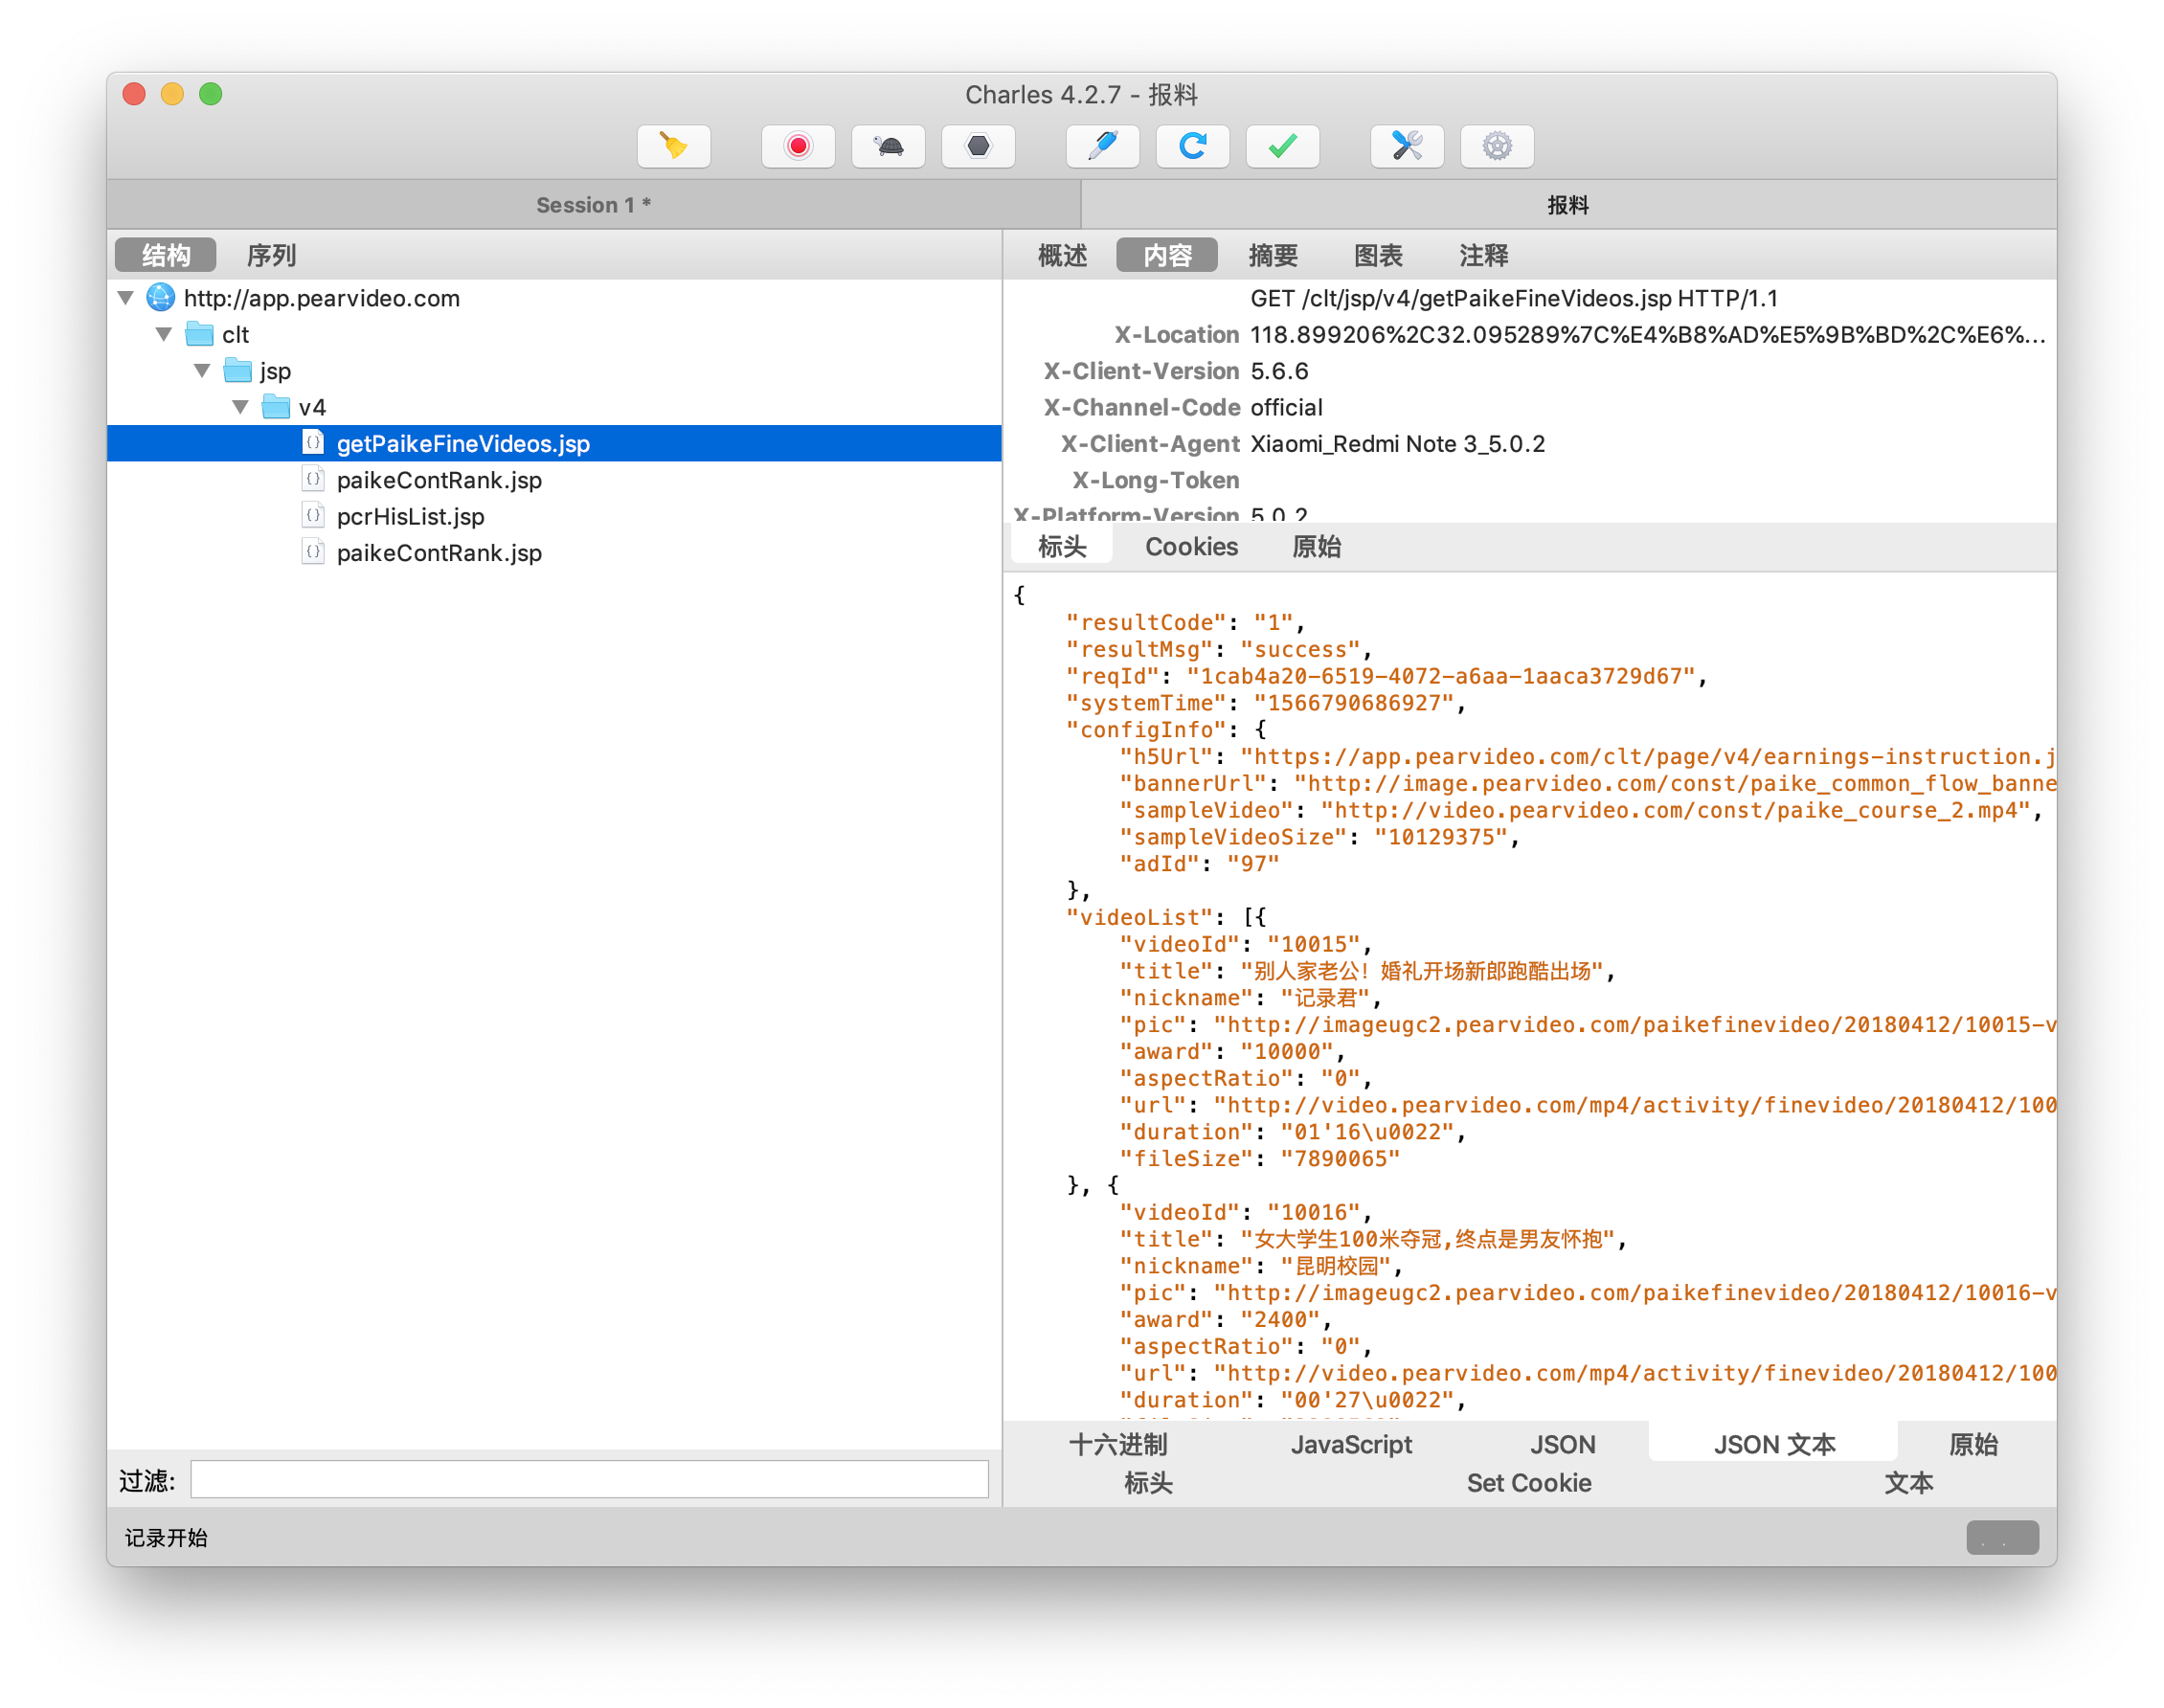 Charles 4.2.7 - 报料
Session 1 *
报料
结构 序列
http://app.pearvideo.com
clt
jsp
v4
getPaikeFineVideos.jsp
paikeContRank.jsp
pcrHisList.jsp
paikeContRank.jsp
过滤:
概述 内容 摘要 图表 注释
GET /clt/jsp/v4/getPaikeFineVideos.jsp HTTP/1.1
X-Location 118.899206%2C32.095289%7C%E4%B8%AD%E5%9B%BD%2C%E6%...
X-Client-Version 5.6.6
X-Channel-Code official
X-Client-Agent Xiaomi_Redmi Note 3_5.0.2
X-Long-Token
X-Platform-Version 5.0.2
标头 Cookies 原始
{
"resultCode": "1",
"resultMsg": "success",
"reqId": "1cab4a20-6519-4072-a6aa-1aaca3729d67",
"systemTime": "1566790686927",
"configInfo": {
"h5Url": "https://app.pearvideo.com/clt/page/v4/earnings-instruction.j
"bannerUrl": "http://image.pearvideo.com/const/paike_common_flow_banne
"sampleVideo": "http://video.pearvideo.com/const/paike_course_2.mp4",
"sampleVideoSize": "10129375",
"adId": "97"
},
"videoList": [{
"videoId": "10015",
"title": "别人家老公！婚礼开场新郎跑酷出场",
"nickname": "记录君",
"pic": "http://imageugc2.pearvideo.com/paikefinevideo/20180412/10015-v
"award": "10000",
"aspectRatio": "0",
"url": "http://video.pearvideo.com/mp4/activity/finevideo/20180412/100
"duration": "01'16\u0022",
"fileSize": "7890065"
}, {
"videoId": "10016",
"title": "女大学生100米夺冠,终点是男友怀抱",
"nickname": "昆明校园",
"pic": "http://imageugc2.pearvideo.com/paikefinevideo/20180412/10016-v
"award": "2400",
"aspectRatio": "0",
"url": "http://video.pearvideo.com/mp4/activity/finevideo/20180412/100
"duration": "00'27\u0022",
十六进制 JavaScript JSON JSON 文本 原始
标头 Set Cookie 文本
记录开始